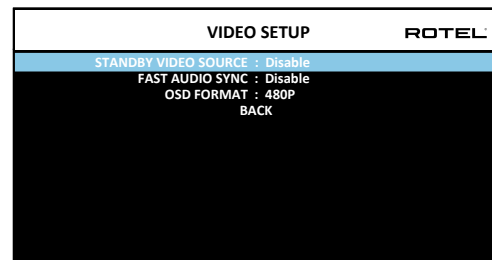 VIDEO SETUP ROTEL
STANDBY VIDEO SOURCE : Disable
FAST AUDIO SYNC : Disable
OSD FORMAT : 480P
BACK